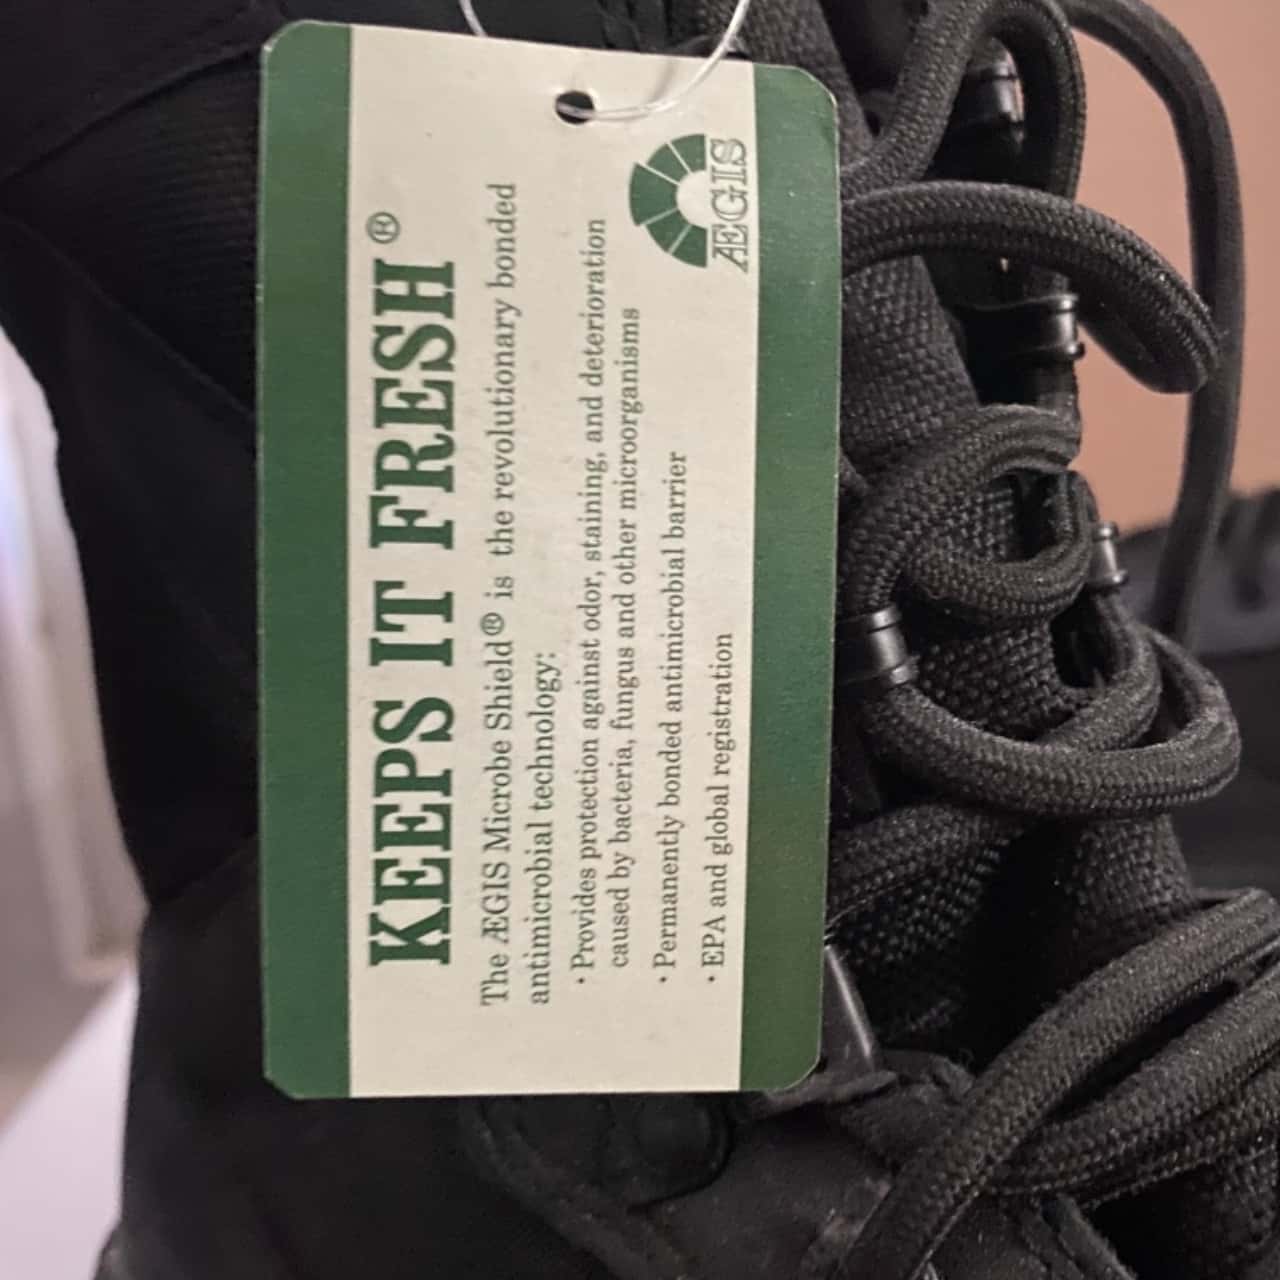 ÆGIS
KEEPS IT FRESH®
The ÆGIS Microbe Shield® is the revolutionary bonded
antimicrobial technology:
· Provides protection against odor, staining, and deterioration
caused by bacteria, fungus and other microorganisms
· Permanently bonded antimicrobial barrier
· EPA and global registration